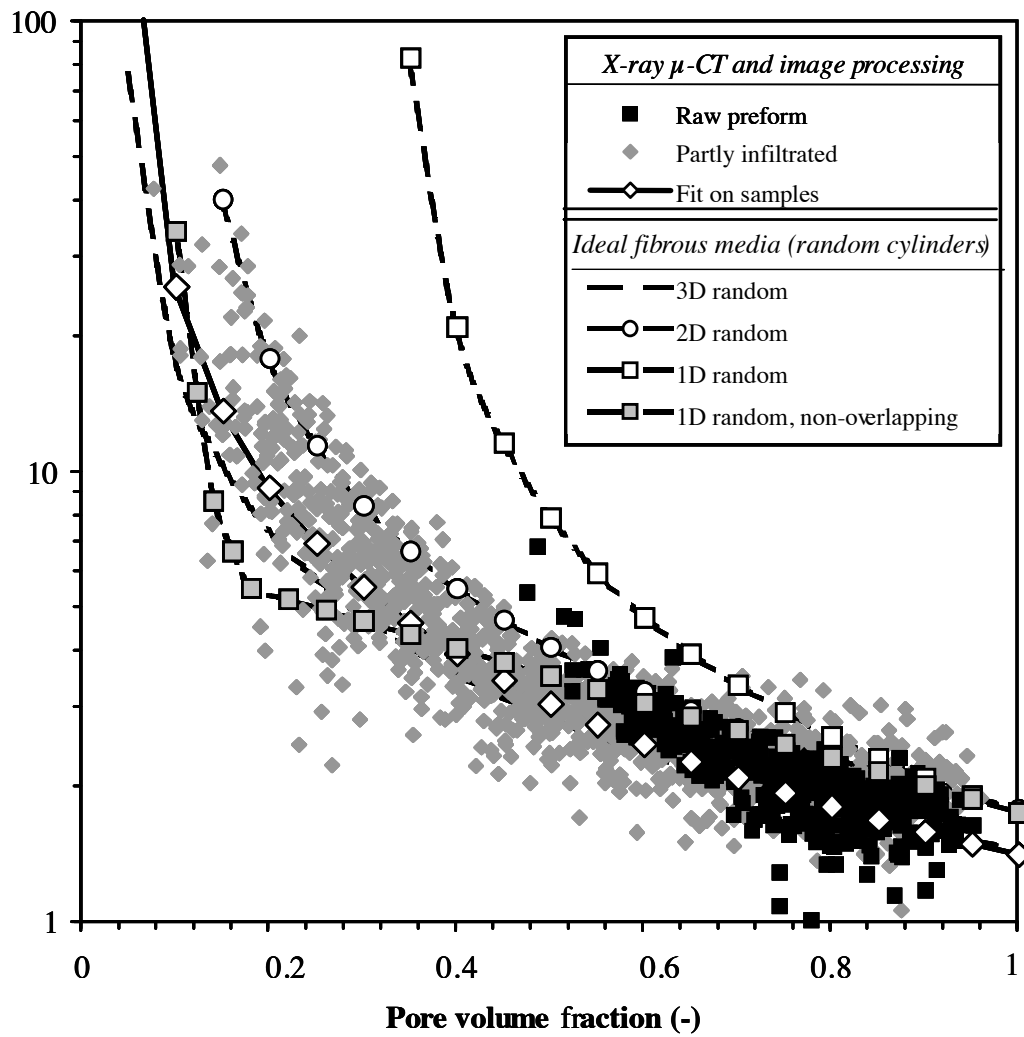 100
X-ray µ-CT and image processing
Raw preform
Partly infiltrated
Fit on samples
Ideal fibrous media (random cylinders)
3D random
2D random
1D random
1D random, non-overlapping
10
1
0 0.2 0.4 0.6 0.8 1
Pore volume fraction (-)